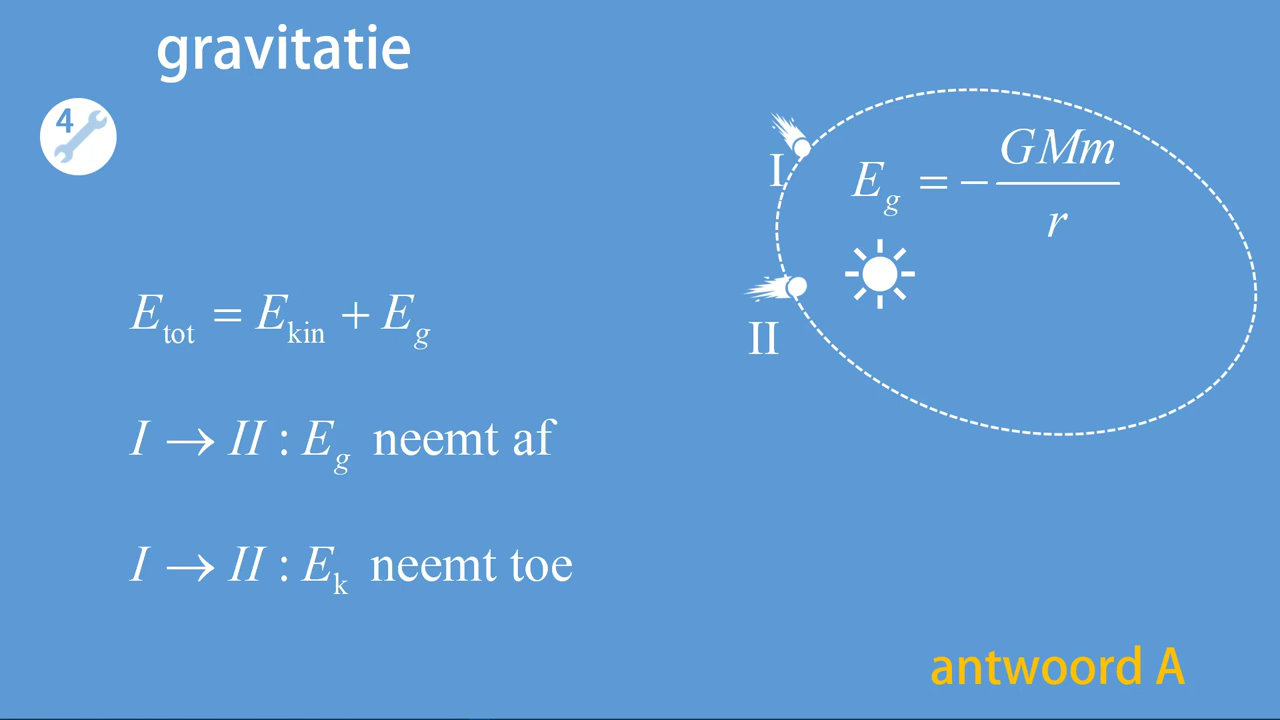 gravitatie
4
I
E_g = −GMm/r
II
E_tot = E_kin + E_g
I → II : E_g neemt af
I → II : E_k neemt toe
antwoord A